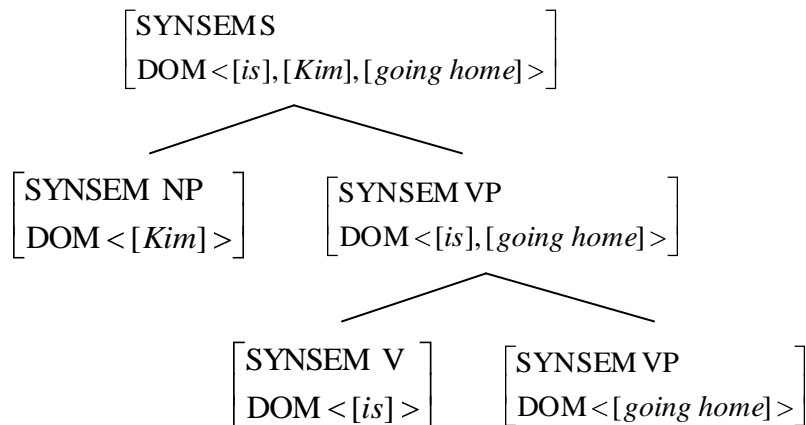 SYNSEM S
DOM <[is],[Kim],[going home]>
SYNSEM NP
DOM <[Kim]>
SYNSEM VP
DOM <[is],[going home]>
SYNSEM V
DOM <[is]>
SYNSEM VP
DOM <[going home]>